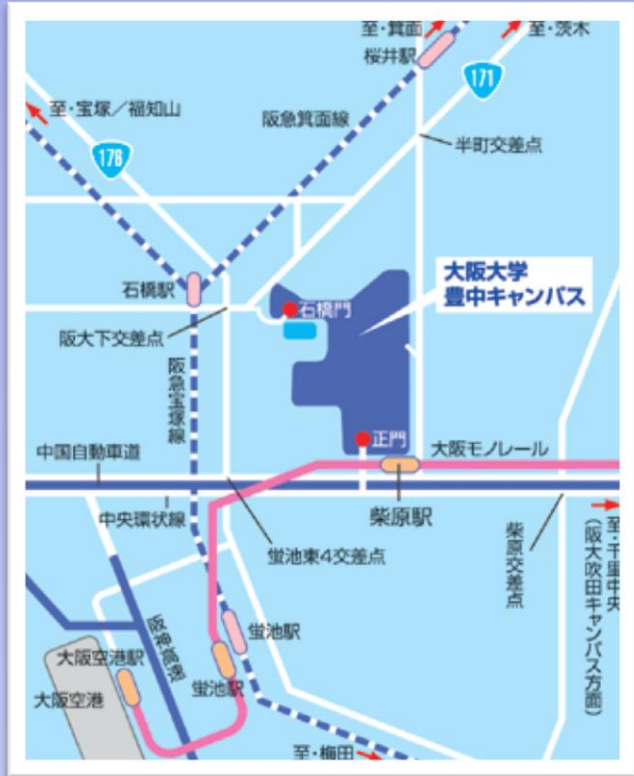 至・箕面
至・茨木
桜井駅
171
至・宝塚／福知山
阪急箕面線
半町交差点
178
大阪大学
豊中キャンパス
石橋駅
石橋門
阪大下交差点
阪急宝塚線
正門
大阪モノレール
中国自動車道
中央環状線
柴原駅
蛍池東4交差点
柴原交差点
至・千里中央
（阪大吹田キャンパス方面）
阪神高速
蛍池駅
大阪空港駅
蛍池駅
大阪空港
至・梅田